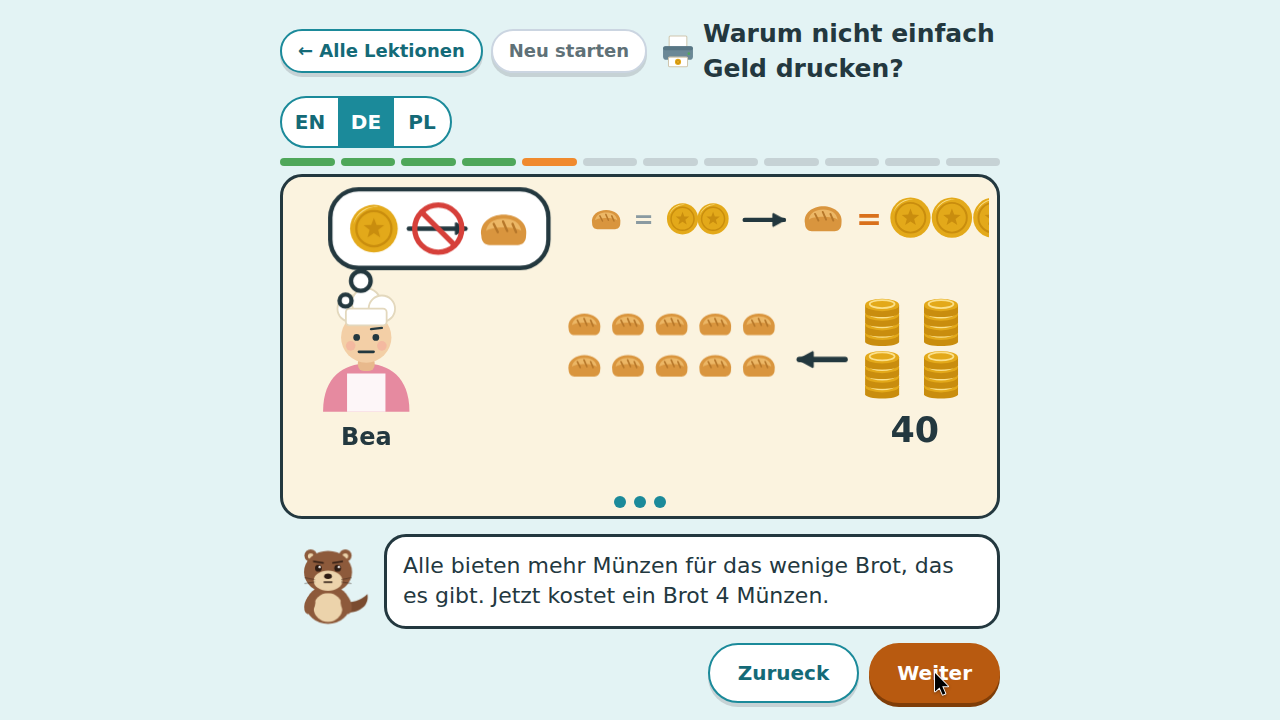 ← Alle Lektionen
Neu starten
Warum nicht einfach
Geld drucken?
EN DE PL
=
=
Bea
40
Alle bieten mehr Münzen für das wenige Brot, das
es gibt. Jetzt kostet ein Brot 4 Münzen.
Zurueck
Weiter